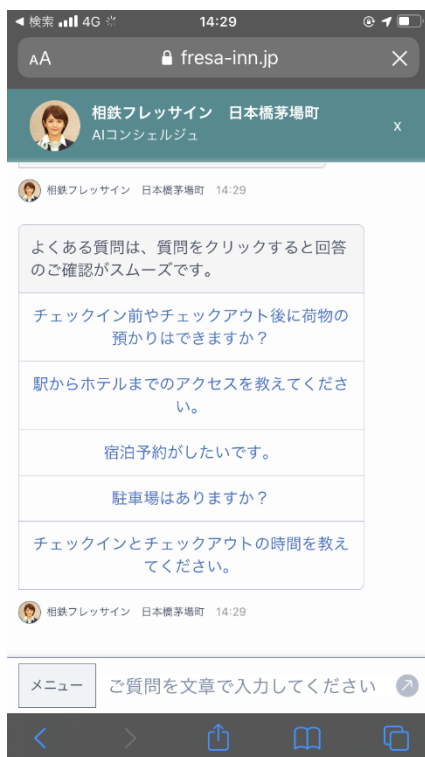 ◀検索 4G 14:29
AA fresa-inn.jp
相鉄フレッサイン 日本橋茅場町
AIコンシェルジュ
x
相鉄フレッサイン 日本橋茅場町 14:29
よくある質問は、質問をクリックすると回答
のご確認がスムーズです。
チェックイン前やチェックアウト後に荷物の
預かりはできますか？
駅からホテルまでのアクセスを教えてくださ
い。
宿泊予約がしたいです。
駐車場はありますか？
チェックインとチェックアウトの時間を教え
てください。
相鉄フレッサイン 日本橋茅場町 14:29
メニュー ご質問を文章で入力してください